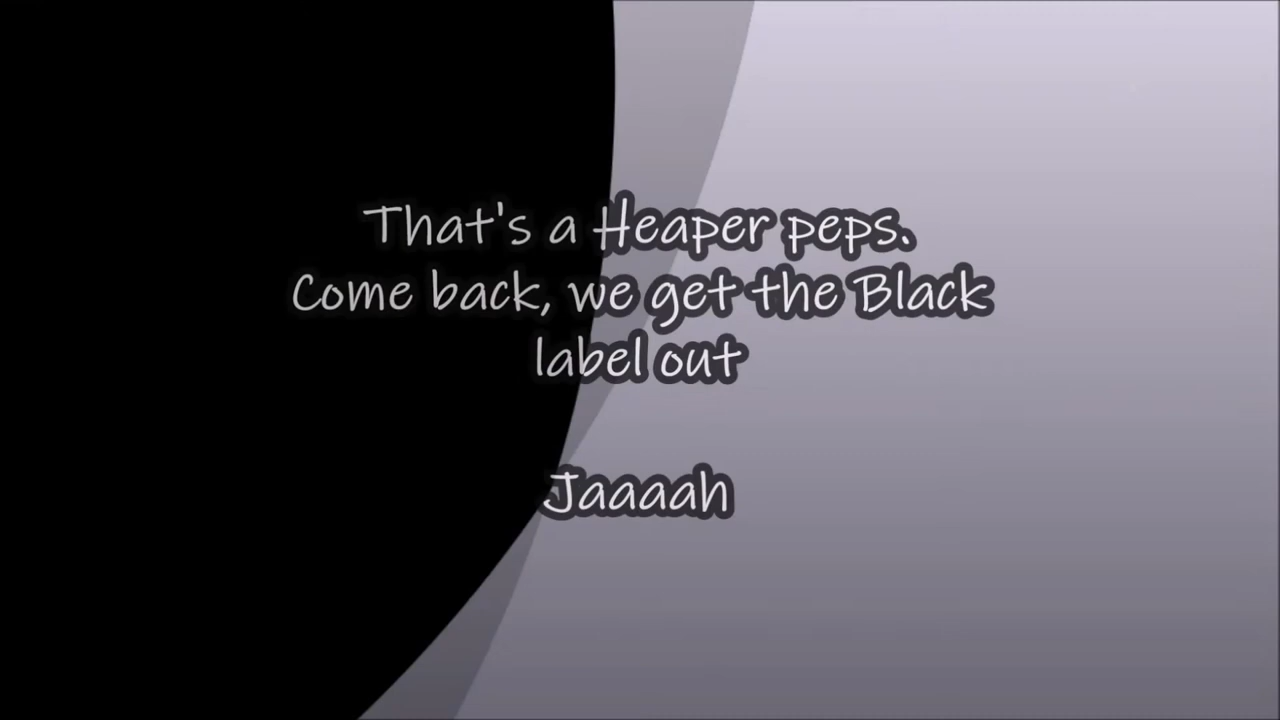 That's a Heaper peps.
Come back, we get the Black
label out
Jaaaah